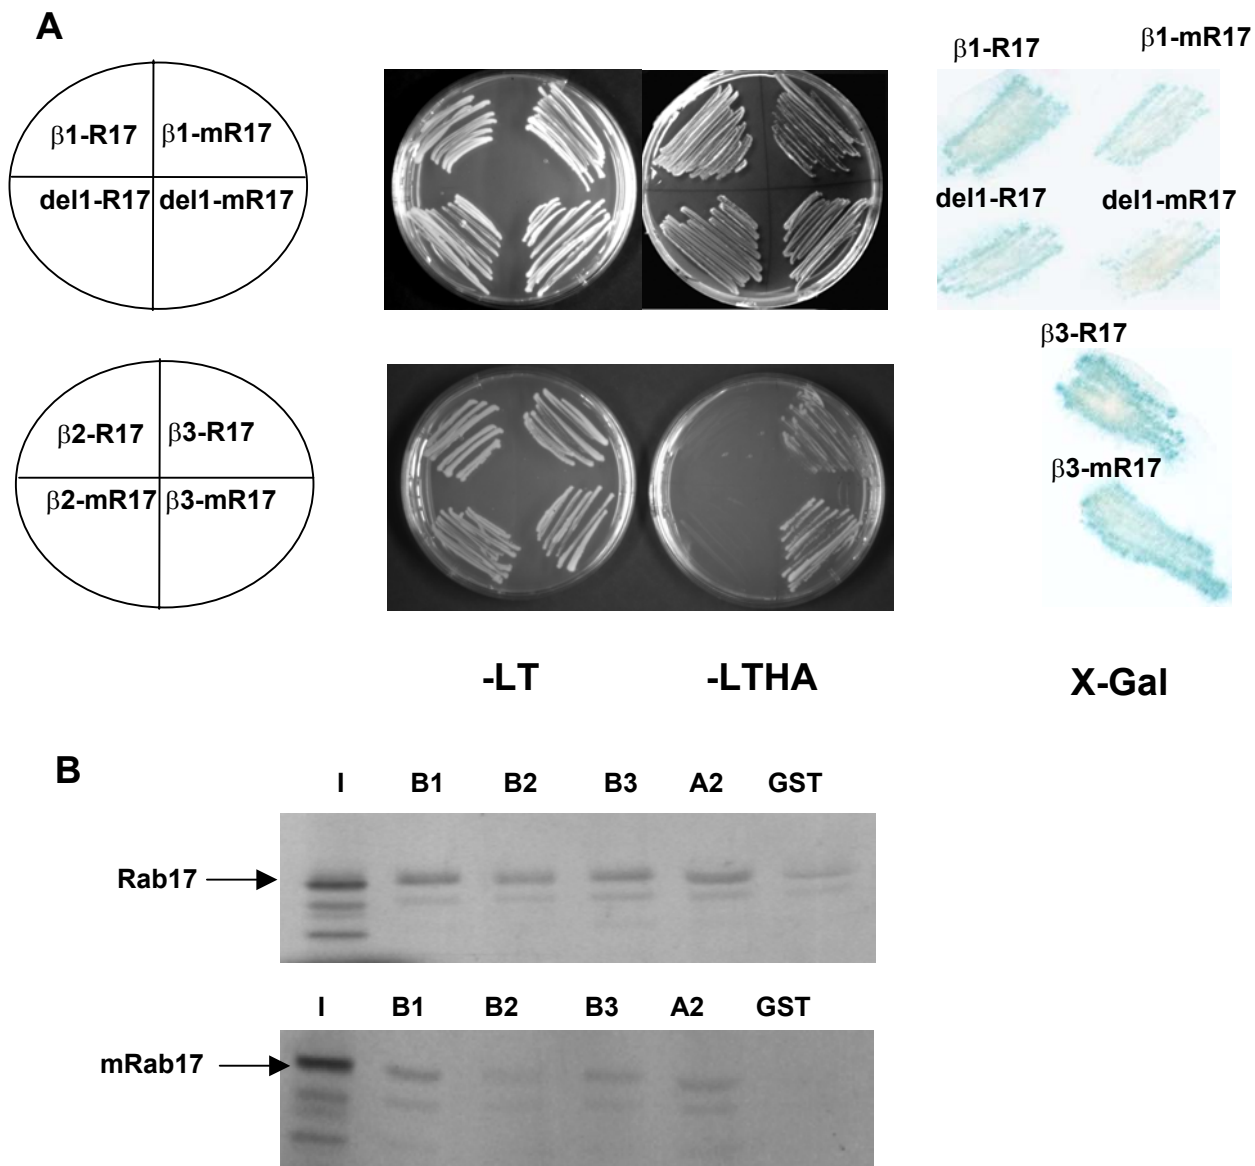 A
β1-R17 β1-mR17
del1-R17 del1-mR17
β1-R17 β1-mR17
del1-R17 del1-mR17
β2-R17 β3-R17
β2-mR17 β3-mR17
β3-R17
β3-mR17
-LT -LTHA X-Gal
B
I B1 B2 B3 A2 GST
Rab17
I B1 B2 B3 A2 GST
mRab17